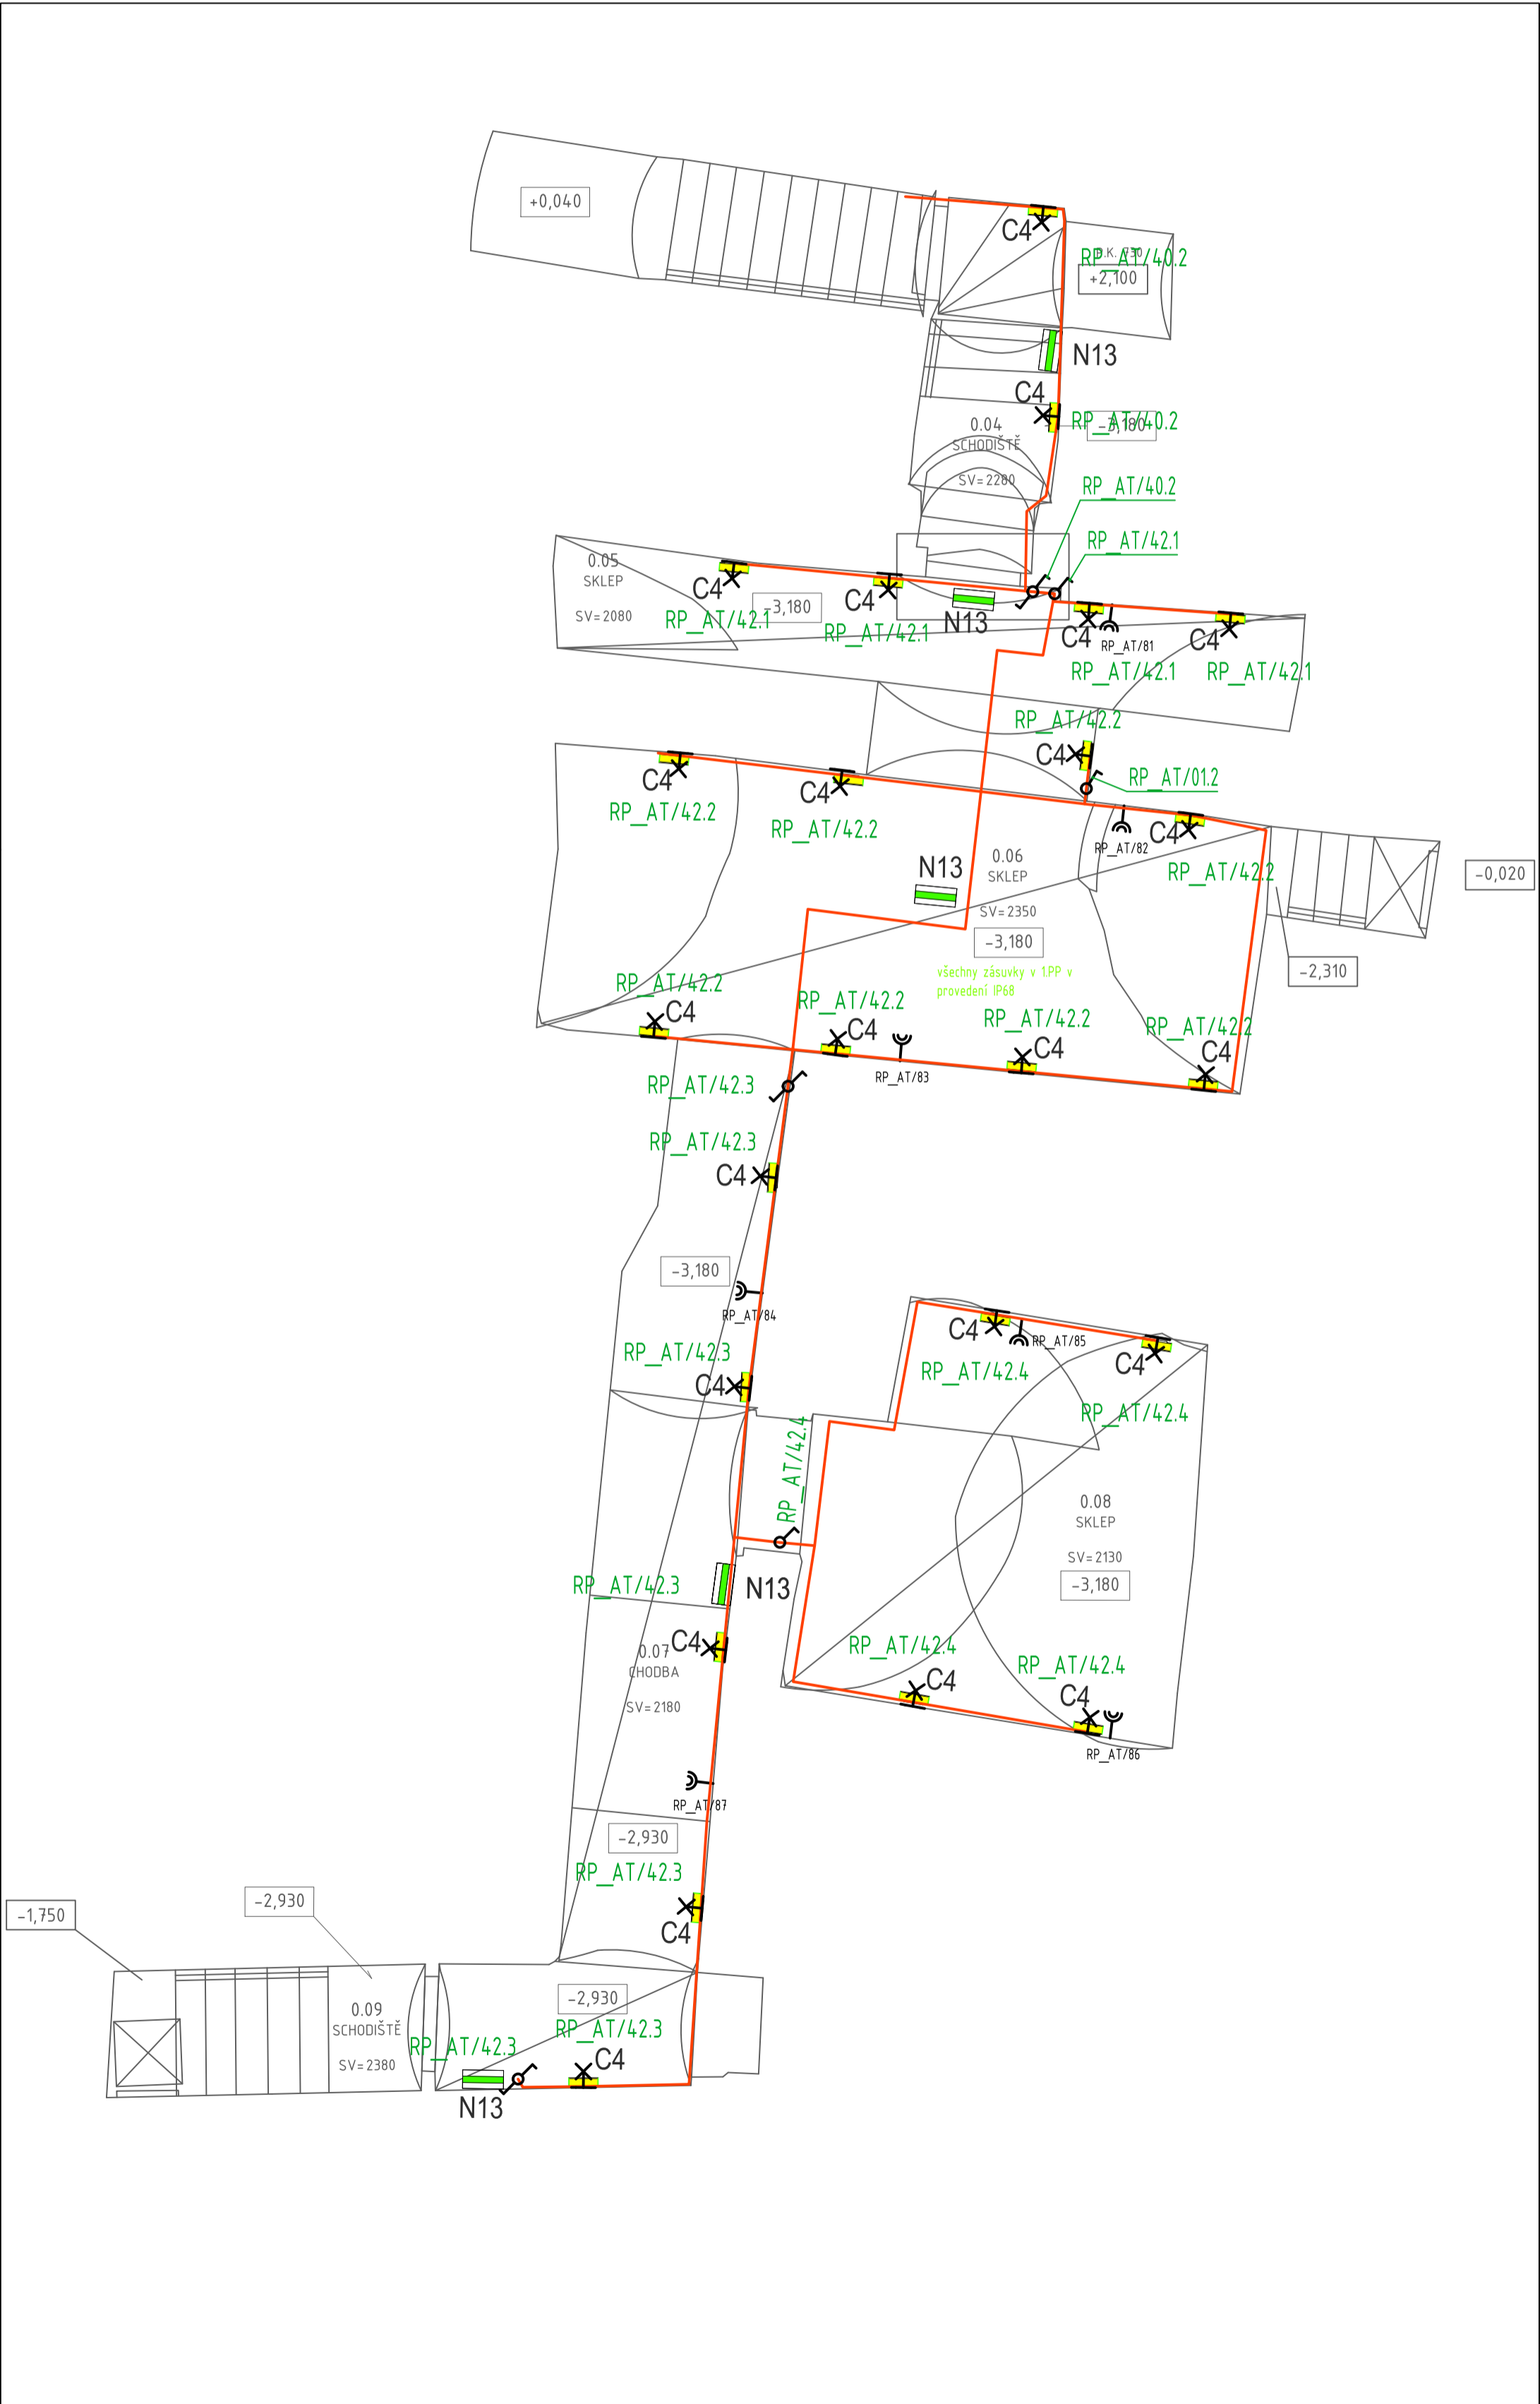 +0,040
C4
R.K. 730
RP_AT/40.2
+2,100
N13
C4
RP_AT/40.2
-3,180
0.04
SCHODIŠTĚ
SV=2280
RP_AT/40.2
RP_AT/42.1
0.05
SKLEP
SV=2080
C4
-3,180
RP_AT/42.1
C4
RP_AT/42.1
N13
C4
RP_AT/81
C4
RP_AT/42.1
RP_AT/42.1
RP_AT/42.2
C4
RP_AT/01.2
C4
RP_AT/42.2
C4
RP_AT/42.2
C4
RP_AT/82
RP_AT/42.2
-0,020
N13
0.06
SKLEP
SV=2350
-3,180
-2,310
všechny zásuvky v 1.PP v
provedení IP68
RP_AT/42.2
C4
RP_AT/42.2
C4
RP_AT/42.2
C4
RP_AT/42.2
C4
RP_AT/83
RP_AT/42.3
RP_AT/42.3
C4
-3,180
RP_AT/84
RP_AT/42.3
C4
C4
RP_AT/85
C4
RP_AT/42.4
RP_AT/42.4
RP_AT/42.4
0.08
SKLEP
SV=2130
-3,180
RP_AT/42.3
N13
C4
0.07
CHODBA
SV=2180
RP_AT/42.4
C4
RP_AT/42.4
C4
RP_AT/86
RP_AT/87
-2,930
RP_AT/42.3
C4
-2,930
-1,750
-2,930
0.09
SCHODIŠTĚ
SV=2380
RP_AT/42.3
RP_AT/42.3
C4
N13